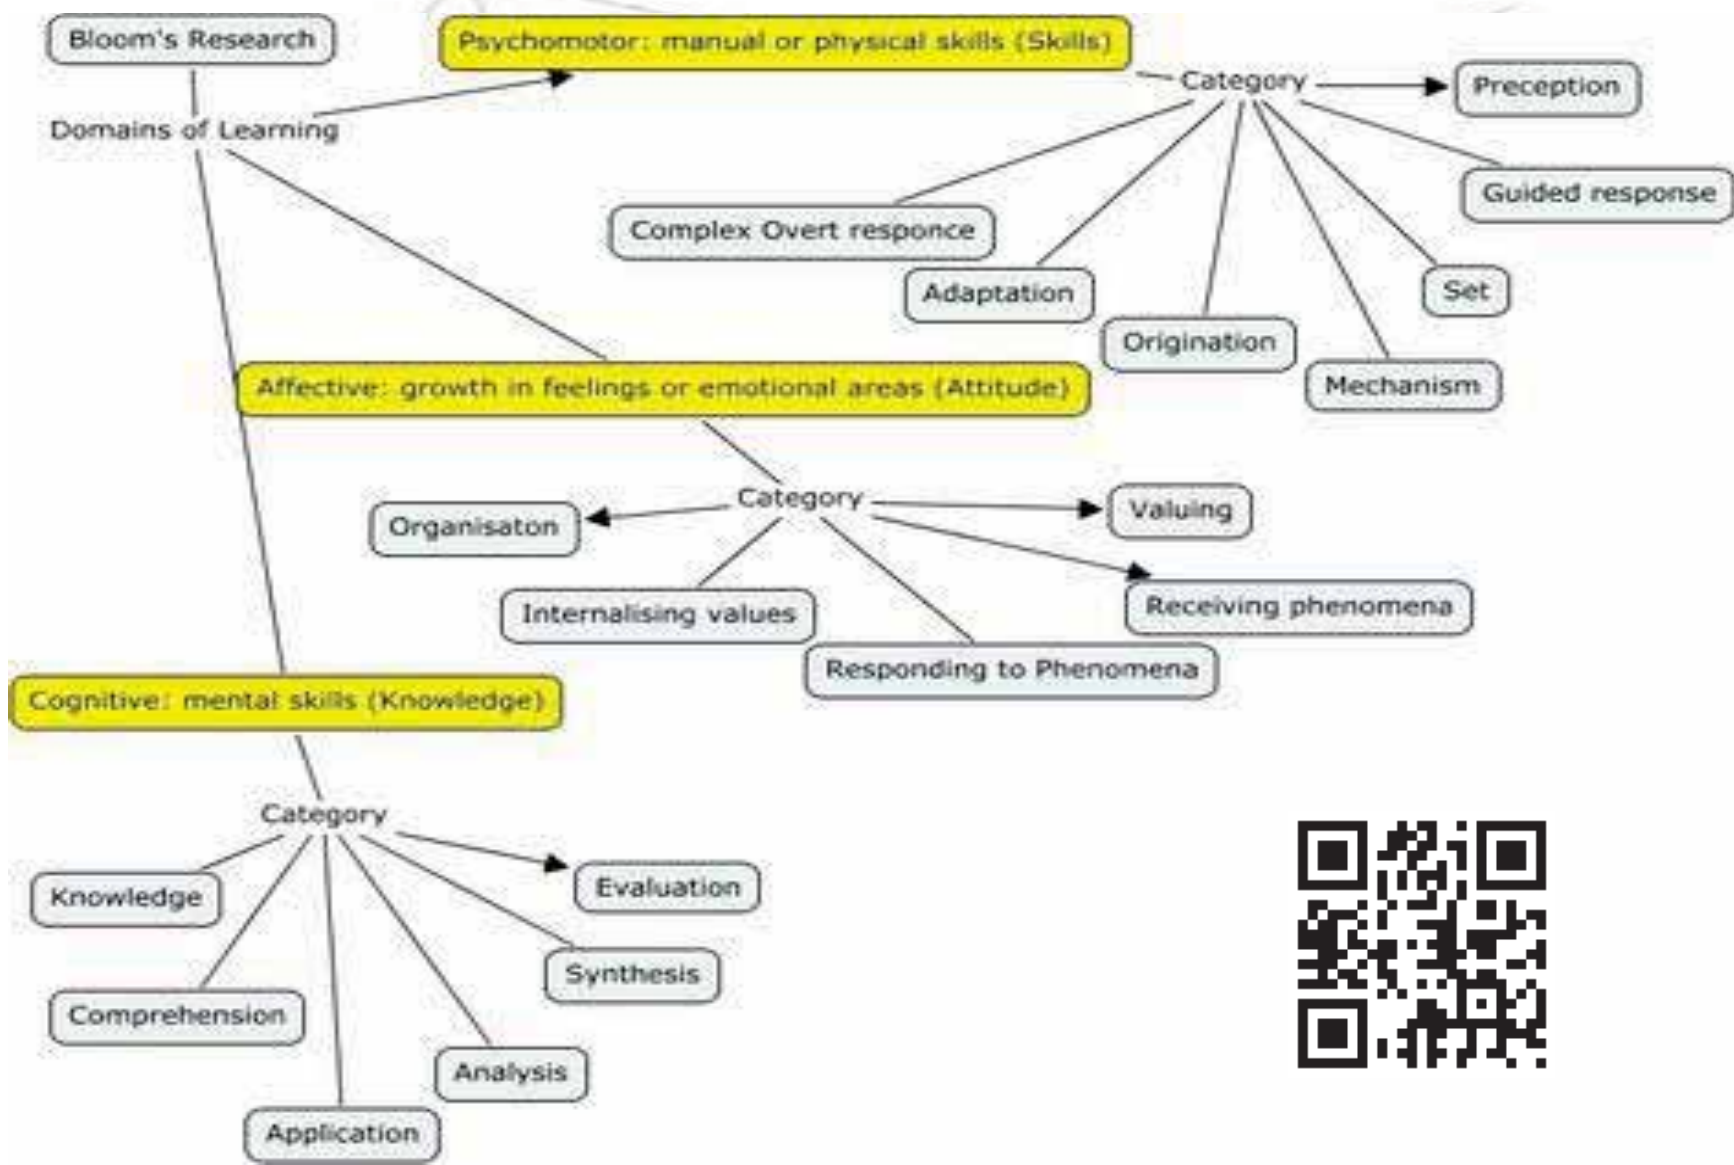 Bloom's Research
Psychomotor: manual or physical skills (Skills)
Category
Preception
Domains of Learning
Guided response
Complex Overt responce
Adaptation
Set
Origination
Mechanism
Affective: growth in feelings or emotional areas (Attitude)
Category
Valuing
Organisaton
Internalising values
Receiving phenomena
Responding to Phenomena
Cognitive: mental skills (Knowledge)
Category
Knowledge
Evaluation
Synthesis
Comprehension
Analysis
Application